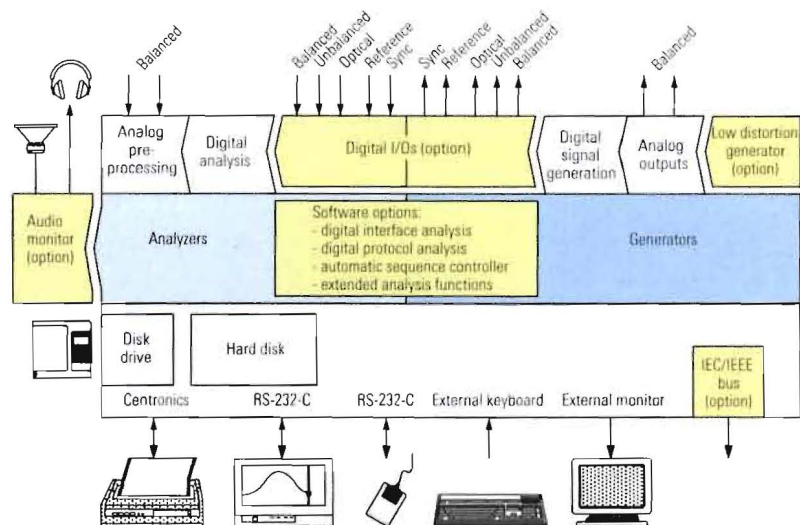 Balanced
Balanced
Unbalanced
Optical
Reference
Sync
Sync
Reference
Optical
Unbalanced
Balanced
Balanced
Analog
pre-
processing
Digital
analysis
Digital I/Os (option)
Digital
signal
generation
Analog
outputs
Low distortion
generator
(option)
Audio
monitor
(option)
Analyzers
Software options:
- digital interface analysis
- digital protocol analysis
- automatic sequence controller
- extended analysis functions
Generators
Disk
drive
Hard disk
IEC/IEEE
bus
(option)
Centronics
RS-232-C
RS-232-C
External keyboard
External monitor